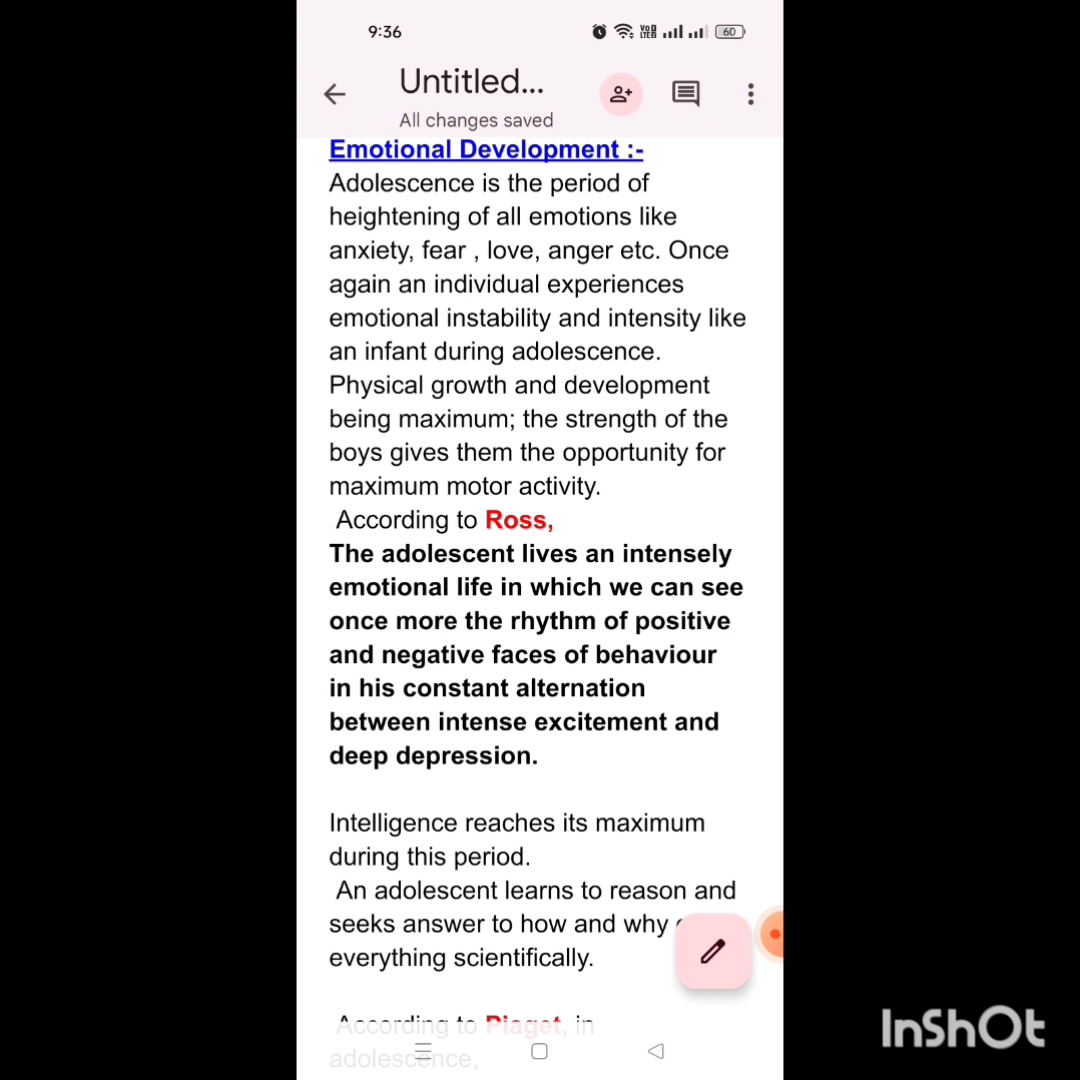 9:36
60
Untitled...
All changes saved
Emotional Development :-
Adolescence is the period of
heightening of all emotions like
anxiety, fear , love, anger etc. Once
again an individual experiences
emotional instability and intensity like
an infant during adolescence.
Physical growth and development
being maximum; the strength of the
boys gives them the opportunity for
maximum motor activity.
According to Ross,
The adolescent lives an intensely
emotional life in which we can see
once more the rhythm of positive
and negative faces of behaviour
in his constant alternation
between intense excitement and
deep depression.
Intelligence reaches its maximum
during this period.
An adolescent learns to reason and
seeks answer to how and why
everything scientifically.
According to Piaget, in
adolescence,
InShOt